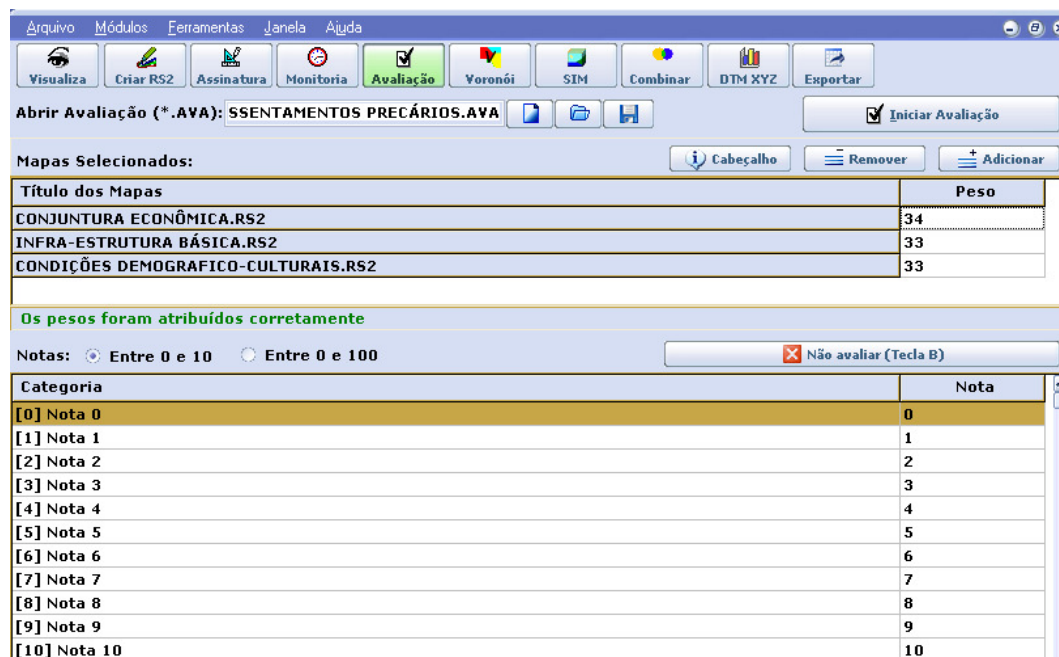 Arquivo Módulos Ferramentas Janela Ajuda
Visualiza Criar RS2 Assinatura Monitoria Avaliação Voronói SIM Combinar DTM XYZ Exportar
Abrir Avaliação (*.AVA): SSENTAMENTOS PRECÁRIOS.AVA Iniciar Avaliação
Mapas Selecionados: Cabeçalho Remover Adicionar
Título dos Mapas Peso
CONJUNTURA ECONÔMICA.RS2 34
INFRA-ESTRUTURA BÁSICA.RS2 33
CONDIÇÕES DEMOGRAFICO-CULTURAIS.RS2 33
Os pesos foram atribuídos corretamente
Notas: Entre 0 e 10 Entre 0 e 100 Não avaliar (Tecla B)
Categoria Nota
[0] Nota 0 0
[1] Nota 1 1
[2] Nota 2 2
[3] Nota 3 3
[4] Nota 4 4
[5] Nota 5 5
[6] Nota 6 6
[7] Nota 7 7
[8] Nota 8 8
[9] Nota 9 9
[10] Nota 10 10